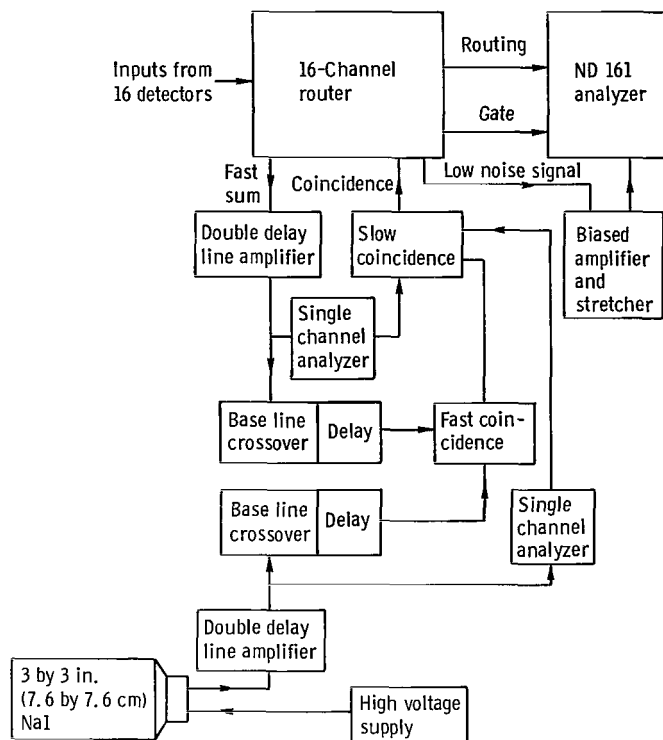 Inputs from
16 detectors
16-Channel
router
Routing
Gate
ND 161
analyzer
Fast
sum
Coincidence
Low noise signal
Double delay
line amplifier
Slow
coincidence
Biased
amplifier
and
stretcher
Single
channel
analyzer
Base line
crossover
Delay
Fast coin-
cidence
Base line
crossover
Delay
Single
channel
analyzer
Double delay
line amplifier
3 by 3 in.
(7.6 by 7.6 cm)
NaI
High voltage
supply